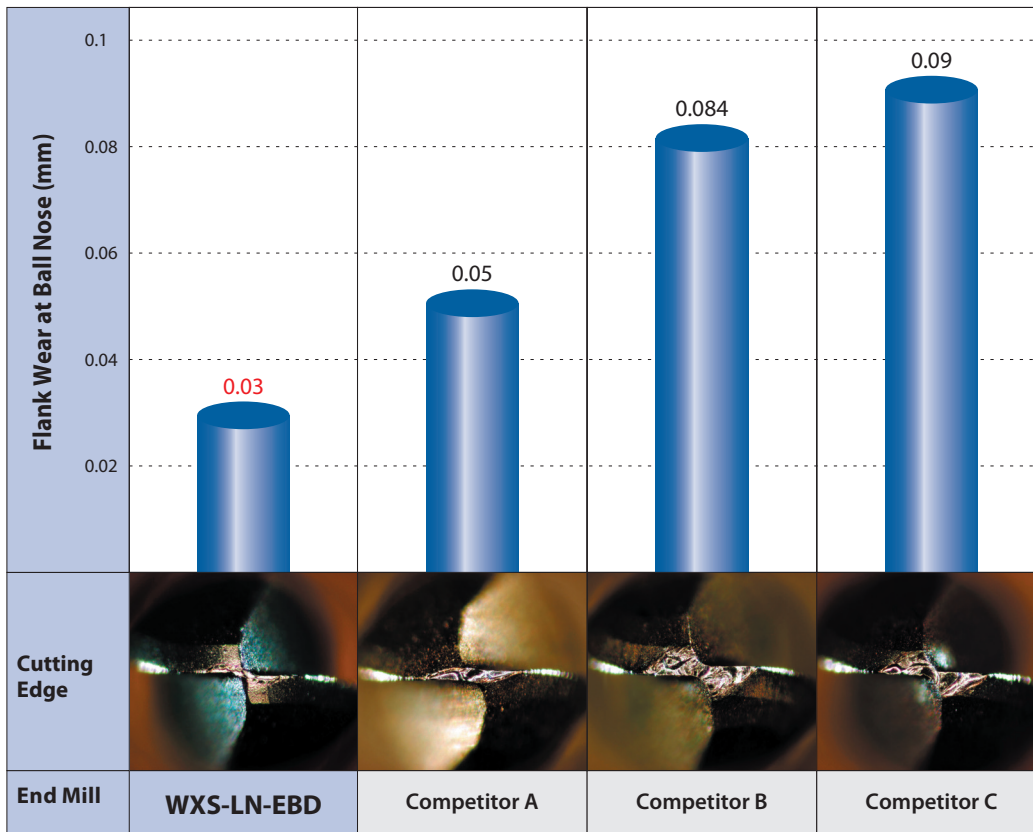 Flank Wear at Ball Nose (mm)
0.1
0.08
0.06
0.04
0.02
0.03
0.05
0.084
0.09
Cutting
Edge
End Mill
WXS-LN-EBD
Competitor A
Competitor B
Competitor C